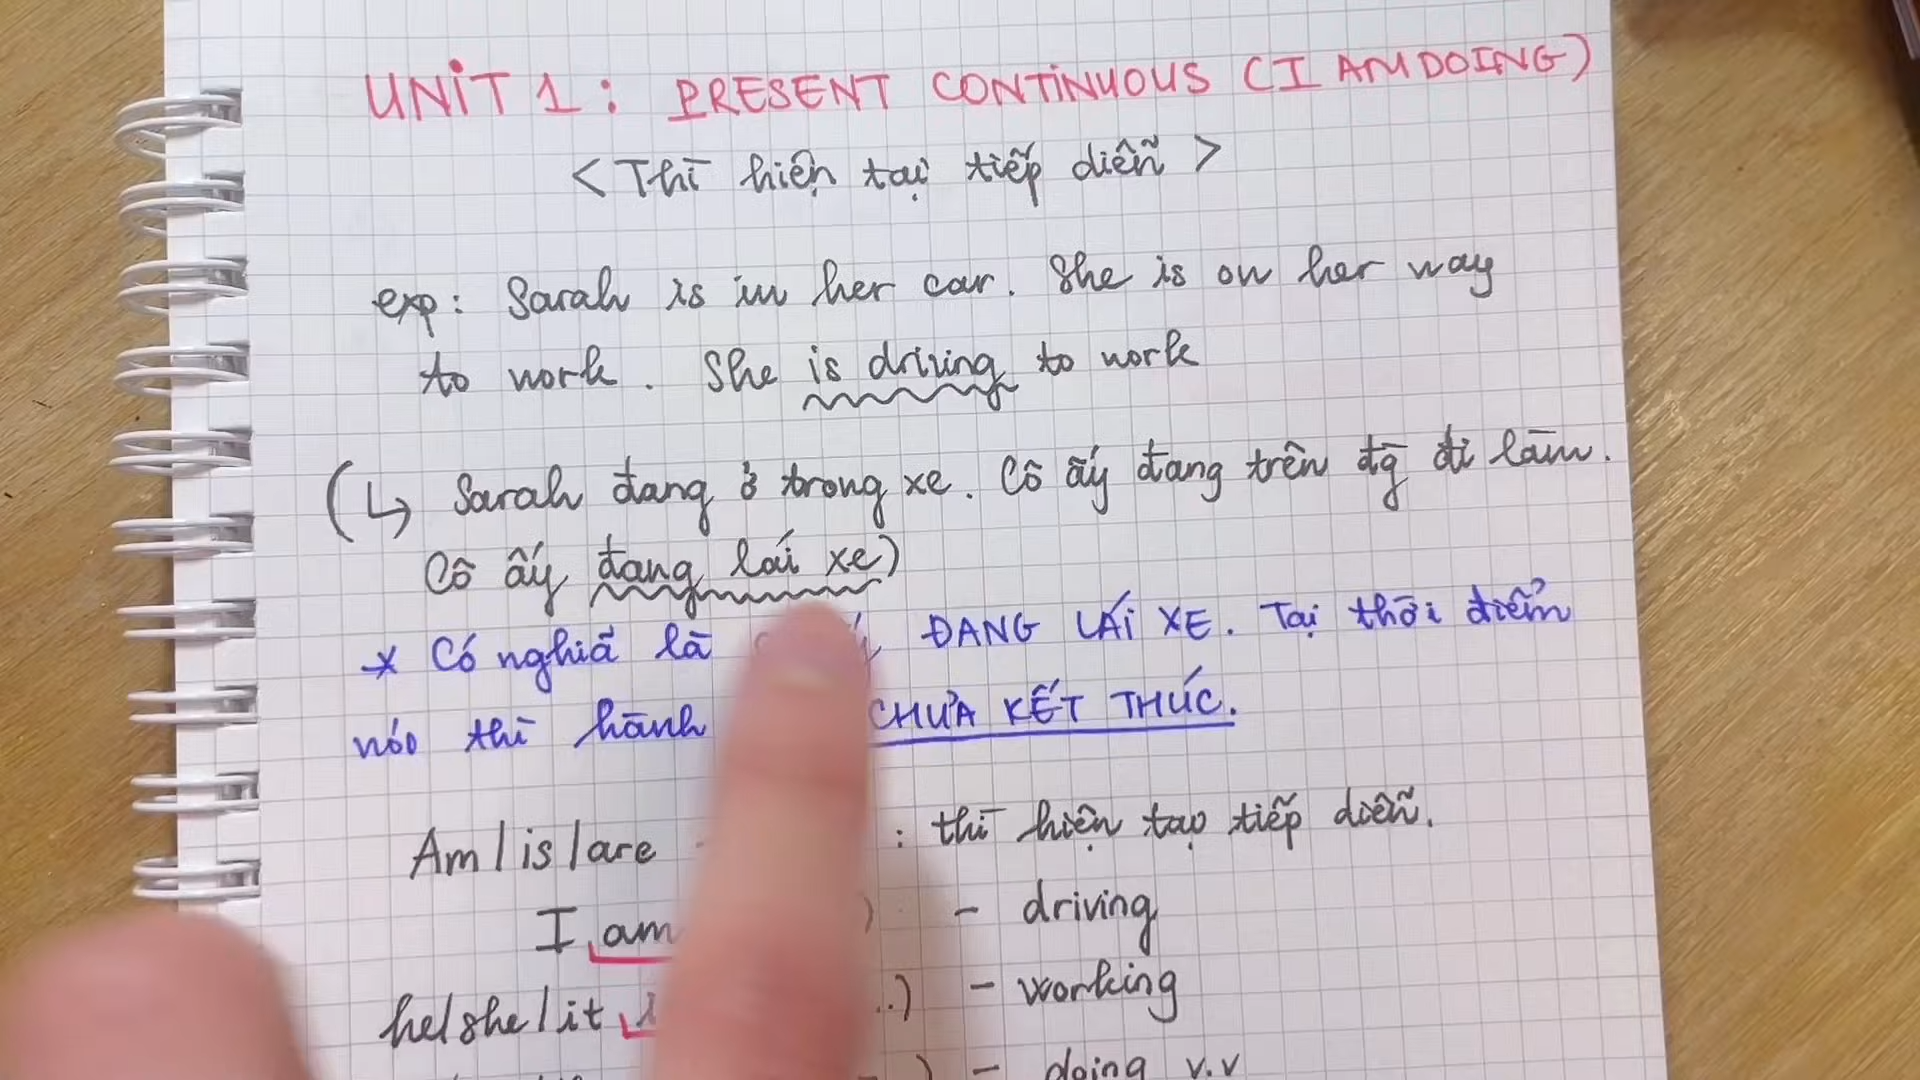 UNIT 1 : PRESENT CONTINUOUS (I AM DOING)
< Thì hiện tại tiếp diễn >
exp: Sarah is in her car. She is on her way
to work. She is driving to work
(↳ Sarah đang ở trong xe. Cô ấy đang trên đg̀ đi làm.
Cô ấy đang lái xe)
* Có nghĩa là ĐANG LÁI XE. Tại thời điểm
nói thì hành CHƯA KẾT THÚC.
Am / is / are : thì hiện tại tiếp diễn.
I am ) - driving
he/she/it ..) - working
) - doing v.v